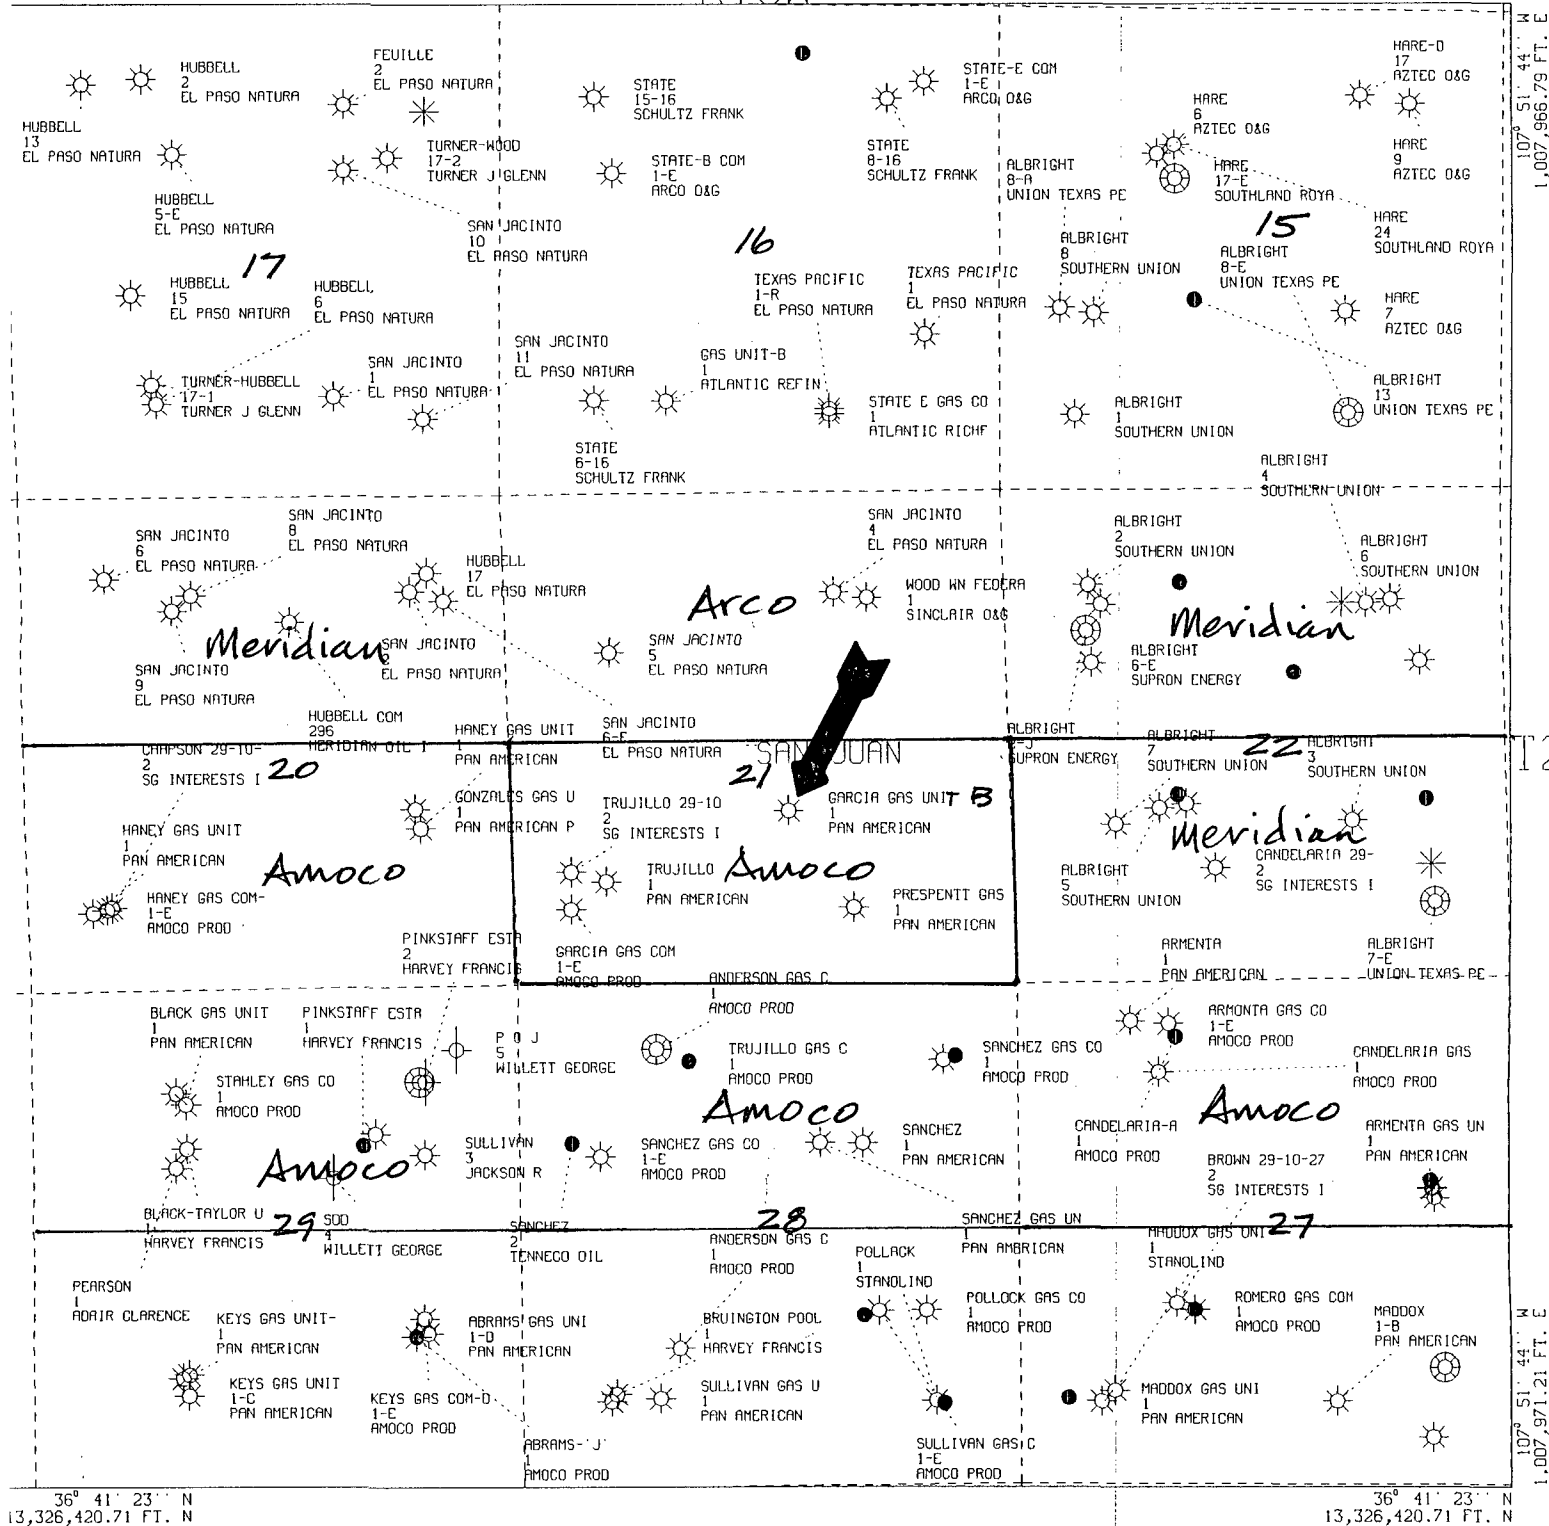 HUBBELL
2
EL PASO NATURA
FEUILLE
2
EL PASO NATURA
STATE
15-16
SCHULTZ FRANK
STATE-E COM
1-E
ARCO O&G
HARE-D
17
AZTEC O&G
HUBBELL
13
EL PASO NATURA
TURNER-WOOD
17-2
TURNER J GLENN
STATE-B COM
1-E
ARCO O&G
STATE
8-16
SCHULTZ FRANK
HARE
6
AZTEC O&G
HARE
9
AZTEC O&G
ALBRIGHT
8-A
UNION TEXAS PE
HARE
17-E
SOUTHLAND ROYA
HUBBELL
5-E
EL PASO NATURA
SAN JACINTO
10
EL PASO NATURA
HARE
24
SOUTHLAND ROYA
17
16
15
ALBRIGHT
8
SOUTHERN UNION
ALBRIGHT
8-E
UNION TEXAS PE
HUBBELL
15
EL PASO NATURA
HUBBELL
6
EL PASO NATURA
TEXAS PACIFIC
1-R
EL PASO NATURA
TEXAS PACIFIC
1
EL PASO NATURA
HARE
7
AZTEC O&G
TURNER-HUBBELL
17-1
TURNER J GLENN
SAN JACINTO
1
EL PASO NATURA
SAN JACINTO
11
EL PASO NATURA
GAS UNIT-B
1
ATLANTIC REFIN
STATE E GAS CO
1
ATLANTIC RICHF
ALBRIGHT
1
SOUTHERN UNION
ALBRIGHT
13
UNION TEXAS PE
STATE
6-16
SCHULTZ FRANK
ALBRIGHT
4
SOUTHERN UNION
SAN JACINTO
6
EL PASO NATURA
SAN JACINTO
8
EL PASO NATURA
HUBBELL
17
EL PASO NATURA
SAN JACINTO
4
EL PASO NATURA
ALBRIGHT
2
SOUTHERN UNION
ALBRIGHT
6
SOUTHERN UNION
Arco
WOOD WN FEDERA
1
SINCLAIR O&G
Meridian
Meridian
SAN JACINTO
EL PASO NATURA
SAN JACINTO
5
EL PASO NATURA
ALBRIGHT
6-E
SUPRON ENERGY
SAN JACINTO
9
EL PASO NATURA
HUBBELL COM
296
MERIDIAN OIL I
HANEY GAS UNIT
1
PAN AMERICAN
SAN JACINTO
6-E
EL PASO NATURA
SAN JUAN
ALBRIGHT
SUPRON ENERGY
ALBRIGHT
7
SOUTHERN UNION
22
ALBRIGHT
3
SOUTHERN UNION
CHAPSON 29-10-
2
SG INTERESTS I
20
21
GONZALES GAS U
1
PAN AMERICAN P
TRUJILLO 29-10
2
SG INTERESTS I
GARCIA GAS UNIT B
1
PAN AMERICAN
HANEY GAS UNIT
1
PAN AMERICAN
Amoco
Amoco
Meridian
TRUJILLO
1
PAN AMERICAN
CANDELARIA 29-
2
SG INTERESTS I
ALBRIGHT
5
SOUTHERN UNION
HANEY GAS COM-
1-E
AMOCO PROD
PRESPENTT GAS
1
PAN AMERICAN
PINKSTAFF ESTA
2
HARVEY FRANCIS
GARCIA GAS COM
1-E
AMOCO PROD
ANDERSON GAS C
1
AMOCO PROD
ARMENTA
1
PAN AMERICAN
ALBRIGHT
7-E
UNION TEXAS PE
BLACK GAS UNIT
1
PAN AMERICAN
PINKSTAFF ESTA
1
HARVEY FRANCIS
P O J
5
WILLETT GEORGE
TRUJILLO GAS C
1
AMOCO PROD
SANCHEZ GAS CO
1
AMOCO PROD
ARMONTA GAS CO
1-E
AMOCO PROD
CANDELARIA GAS
1
AMOCO PROD
STAHLEY GAS CO
1
AMOCO PROD
Amoco
Amoco
Amoco
SULLIVAN
3
JACKSON R
SANCHEZ GAS CO
1-E
AMOCO PROD
SANCHEZ
1
PAN AMERICAN
CANDELARIA-A
1
AMOCO PROD
ARMENTA GAS UN
1
PAN AMERICAN
BROWN 29-10-27
2
SG INTERESTS I
BLACK-TAYLOR U
1
HARVEY FRANCIS
29
SOD
4
WILLETT GEORGE
SANCHEZ
2
TENNECO OIL
28
ANDERSON GAS C
1
AMOCO PROD
SANCHEZ GAS UN
1
PAN AMERICAN
MADDOX GAS UNI
1
STANOLIND
27
PEARSON
1
ADAIR CLARENCE
POLLACK
1
STANOLIND
KEYS GAS UNIT-
1
PAN AMERICAN
ABRAMS GAS UNI
1-D
PAN AMERICAN
BRUINGTON POOL
1
HARVEY FRANCIS
POLLOCK GAS CO
1
AMOCO PROD
ROMERO GAS COM
1
AMOCO PROD
MADDOX
1-B
PAN AMERICAN
KEYS GAS UNIT
1-C
PAN AMERICAN
KEYS GAS COM-D
1-E
AMOCO PROD
SULLIVAN GAS U
1
PAN AMERICAN
MADDOX GAS UNI
1
PAN AMERICAN
ABRAMS-'J'
1
AMOCO PROD
SULLIVAN GAS C
1-E
AMOCO PROD
36° 41' 23'' N
13,326,420.71 FT. N
36° 41' 23'' N
13,326,420.71 FT. N
107° 51' 44'' W
1,007,966.79 FT. E
107° 51' 44'' W
1,007,971.21 FT. E